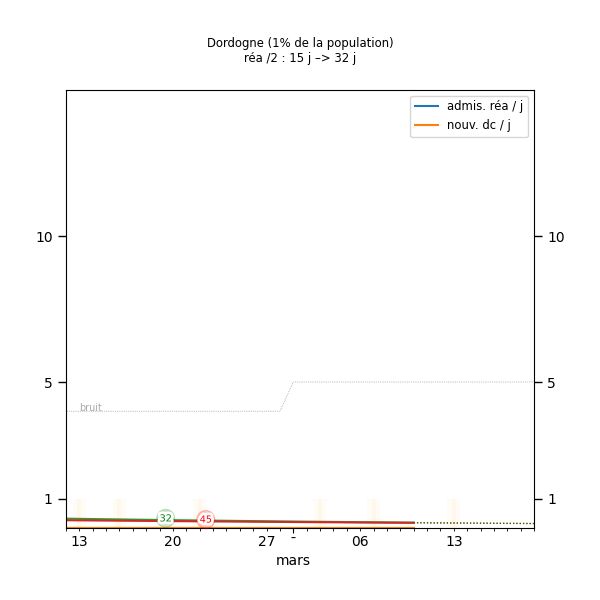 Dordogne (1% de la population)
réa /2 : 15 j –> 32 j
admis. réa / j
nouv. dc / j
10 10
5 5
bruit
1 1
32 45
13 20 27 - 06 13
mars